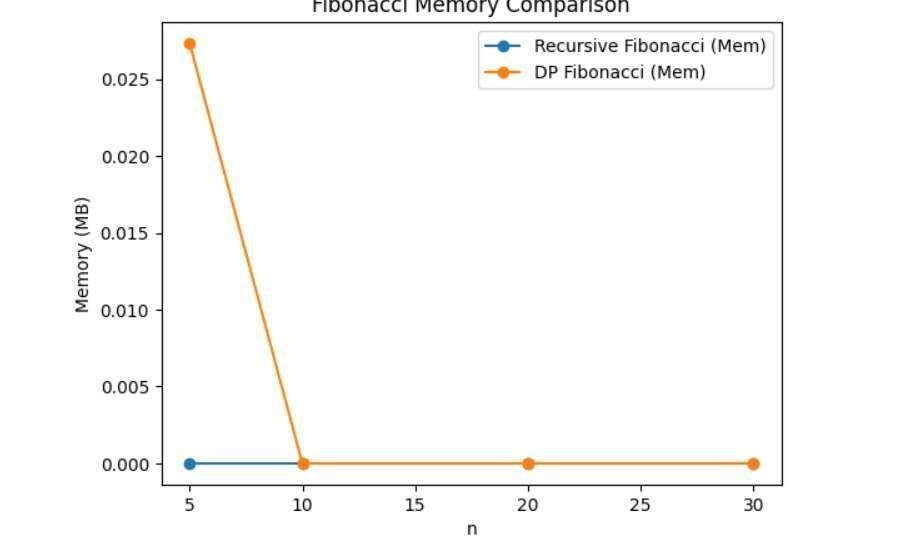 Fibonacci Memory Comparison
Recursive Fibonacci (Mem)
DP Fibonacci (Mem)
Memory (MB)
0.025
0.020
0.015
0.010
0.005
0.000
5 10 15 20 25 30
n